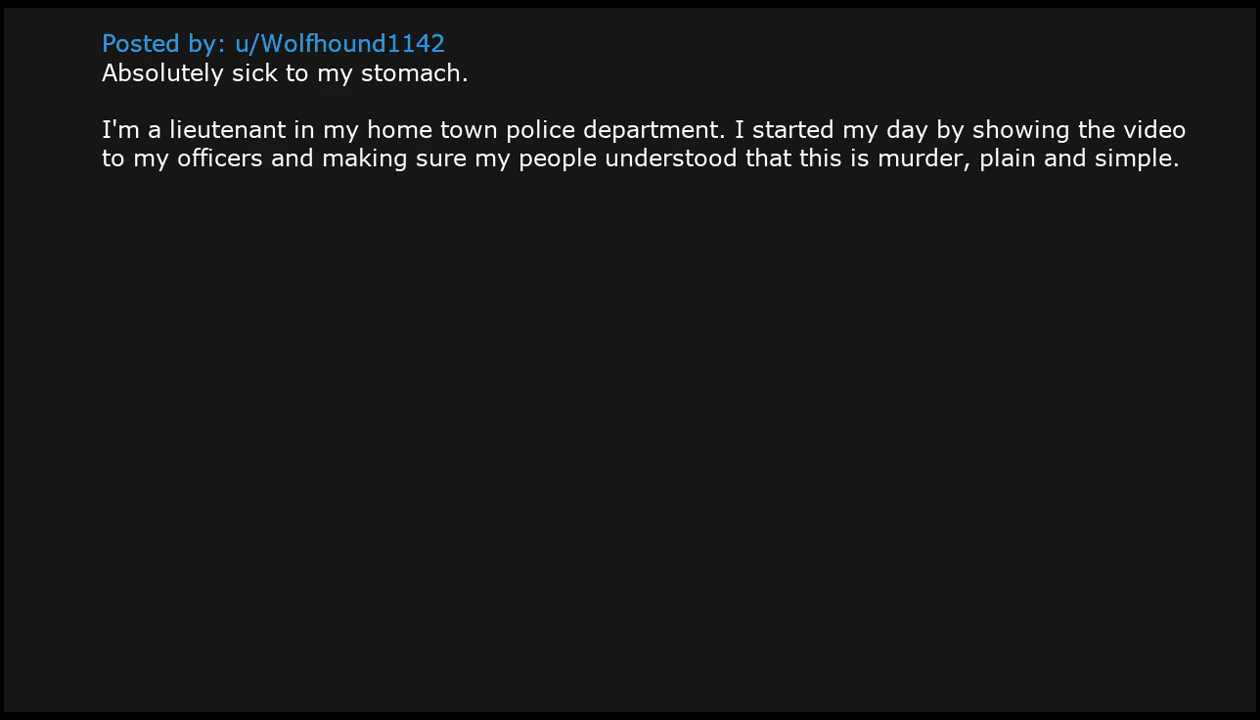 Posted by: u/Wolfhound1142
Absolutely sick to my stomach.
I'm a lieutenant in my home town police department. I started my day by showing the video
to my officers and making sure my people understood that this is murder, plain and simple.